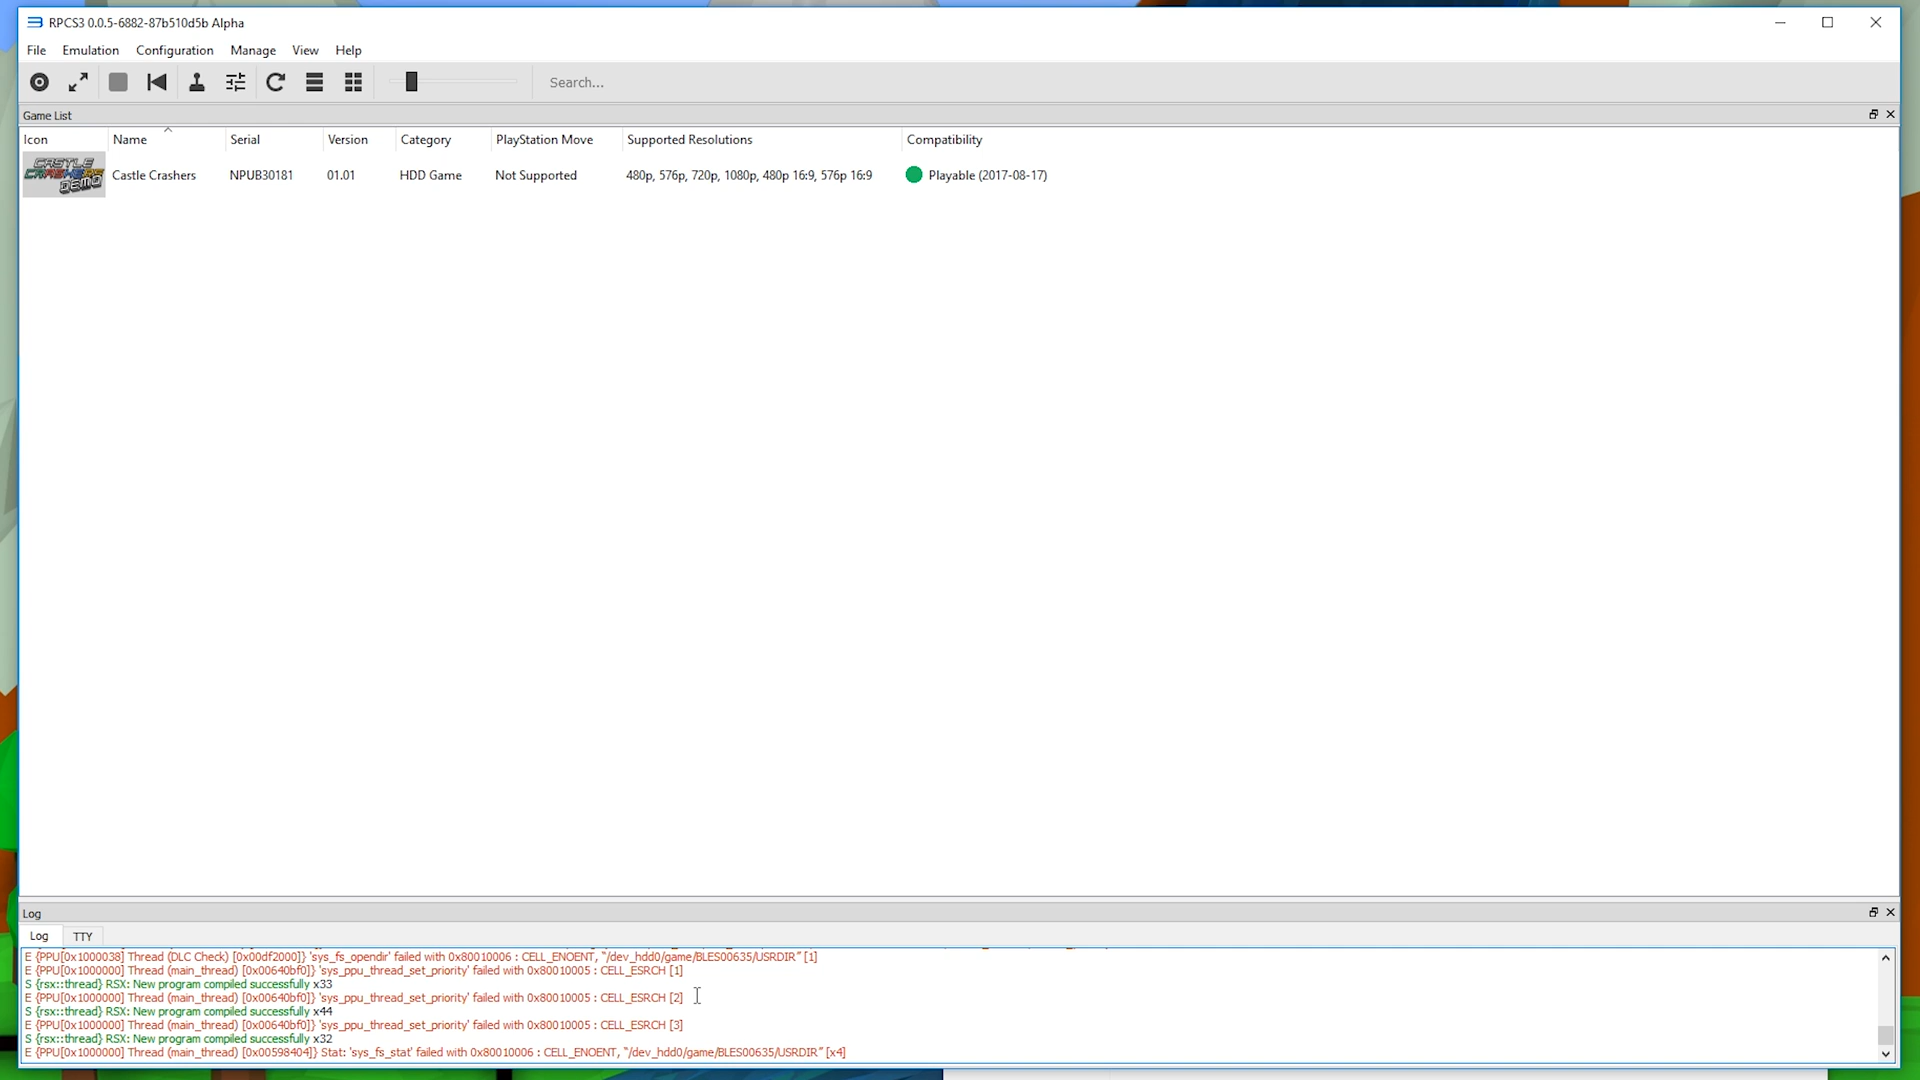 RPCS3 0.0.5-6882-87b510d5b Alpha
File Emulation Configuration Manage View Help
Search...
Game List
Icon Name Serial Version Category PlayStation Move Supported Resolutions Compatibility
CASTLE CRASHERS DEMO
Castle Crashers NPUB30181 01.01 HDD Game Not Supported 480p, 576p, 720p, 1080p, 480p 16:9, 576p 16:9 Playable (2017-08-17)
Log
Log TTY
E {PPU[0x1000038] Thread (DLC Check) [0x00df2000]} 'sys_fs_opendir' failed with 0x80010006 : CELL_ENOENT, “/dev_hdd0/game/BLES00635/USRDIR” [1]
E {PPU[0x1000000] Thread (main_thread) [0x00640bf0]} 'sys_ppu_thread_set_priority' failed with 0x80010005 : CELL_ESRCH [1]
S {rsx::thread} RSX: New program compiled successfully x33
E {PPU[0x1000000] Thread (main_thread) [0x00640bf0]} 'sys_ppu_thread_set_priority' failed with 0x80010005 : CELL_ESRCH [2]
S {rsx::thread} RSX: New program compiled successfully x44
E {PPU[0x1000000] Thread (main_thread) [0x00640bf0]} 'sys_ppu_thread_set_priority' failed with 0x80010005 : CELL_ESRCH [3]
S {rsx::thread} RSX: New program compiled successfully x32
E {PPU[0x1000000] Thread (main_thread) [0x00598404]} Stat: 'sys_fs_stat' failed with 0x80010006 : CELL_ENOENT, “/dev_hdd0/game/BLES00635/USRDIR” [x4]